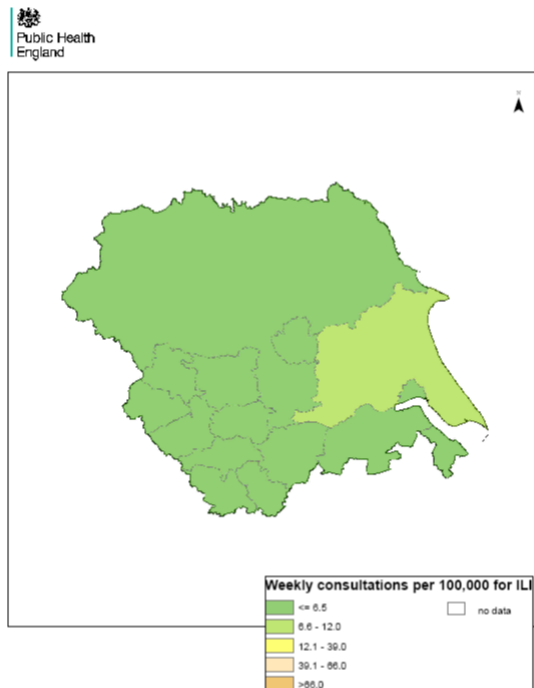 Public Health
England
N
Weekly consultations per 100,000 for ILI
<= 6.5
no data
6.6 - 12.0
12.1 - 39.0
39.1 - 66.0
>66.0